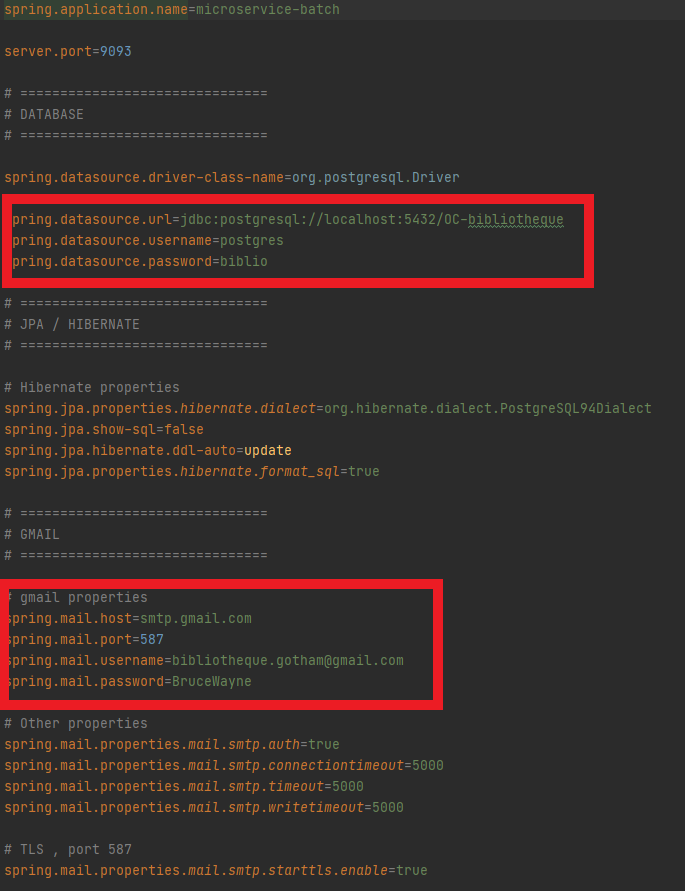 spring.application.name=microservice-batch
server.port=9093
# ===============================
# DATABASE
# ===============================
spring.datasource.driver-class-name=org.postgresql.Driver
pring.datasource.url=jdbc:postgresql://localhost:5432/OC-bibliotheque
pring.datasource.username=postgres
pring.datasource.password=biblio
# ===============================
# JPA / HIBERNATE
# ===============================
# Hibernate properties
spring.jpa.properties.hibernate.dialect=org.hibernate.dialect.PostgreSQL94Dialect
spring.jpa.show-sql=false
spring.jpa.hibernate.ddl-auto=update
spring.jpa.properties.hibernate.format_sql=true
# ===============================
# GMAIL
# ===============================
# gmail properties
spring.mail.host=smtp.gmail.com
spring.mail.port=587
spring.mail.username=bibliotheque.gotham@gmail.com
spring.mail.password=BruceWayne
# Other properties
spring.mail.properties.mail.smtp.auth=true
spring.mail.properties.mail.smtp.connectiontimeout=5000
spring.mail.properties.mail.smtp.timeout=5000
spring.mail.properties.mail.smtp.writetimeout=5000
# TLS , port 587
spring.mail.properties.mail.smtp.starttls.enable=true